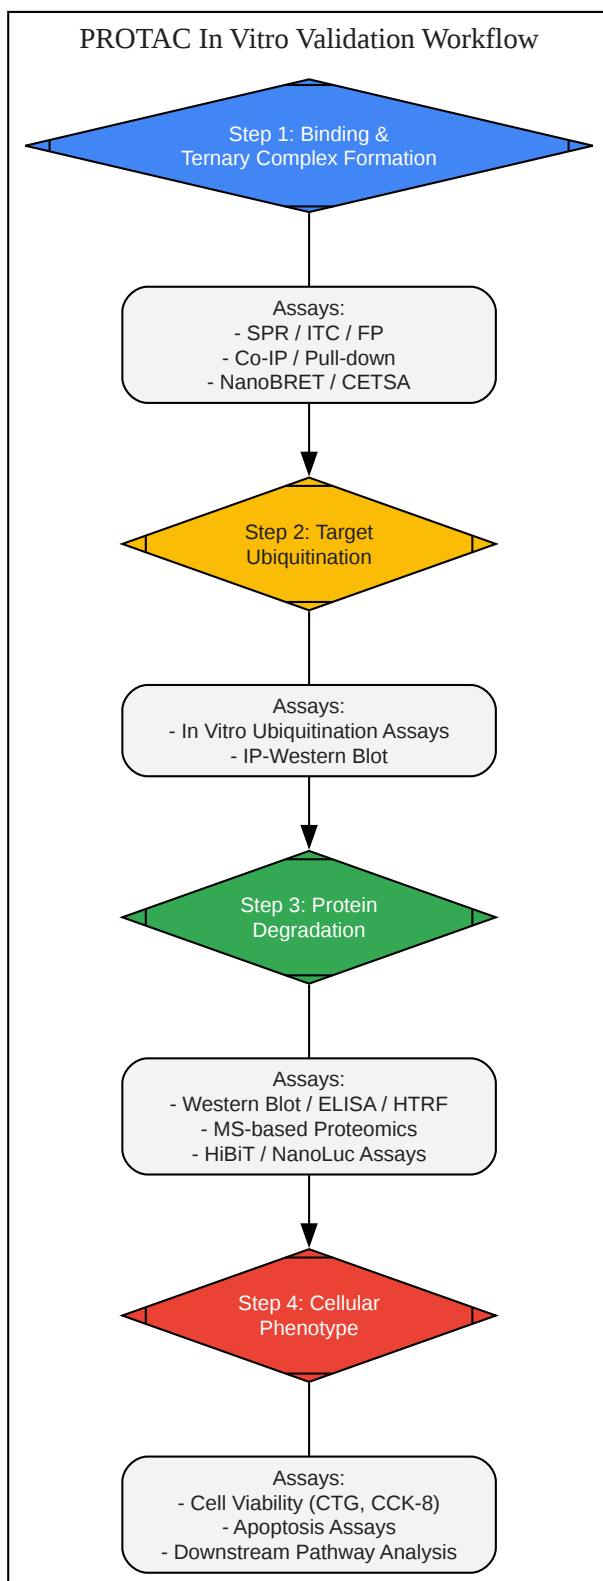 PROTAC In Vitro Validation Workflow
Step 1: Binding &
Ternary Complex Formation
Assays:
- SPR / ITC / FP
- Co-IP / Pull-down
- NanoBRET / CETSA
Step 2: Target
Ubiquitination
Assays:
- In Vitro Ubiquitination Assays
- IP-Western Blot
Step 3: Protein
Degradation
Assays:
- Western Blot / ELISA / HTRF
- MS-based Proteomics
- HiBiT / NanoLuc Assays
Step 4: Cellular
Phenotype
Assays:
- Cell Viability (CTG, CCK-8)
- Apoptosis Assays
- Downstream Pathway Analysis